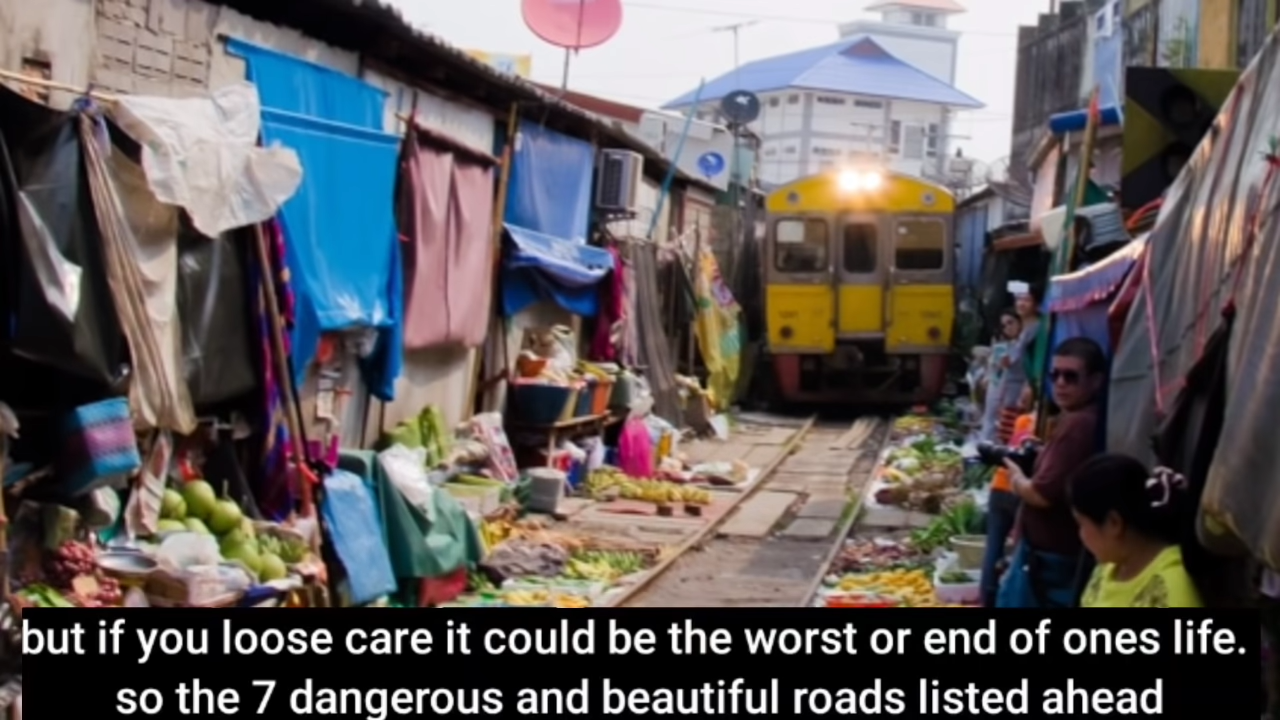 but if you loose care it could be the worst or end of ones life.
so the 7 dangerous and beautiful roads listed ahead